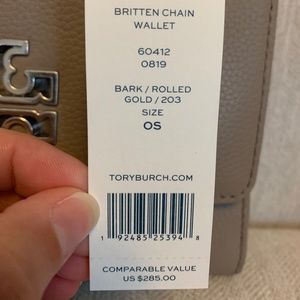 BRITTEN CHAIN
WALLET
60412
0819
BARK / ROLLED
GOLD / 203
SIZE
OS
TORYBURCH.COM
1 92485 25394 8
COMPARABLE VALUE
US $285.00